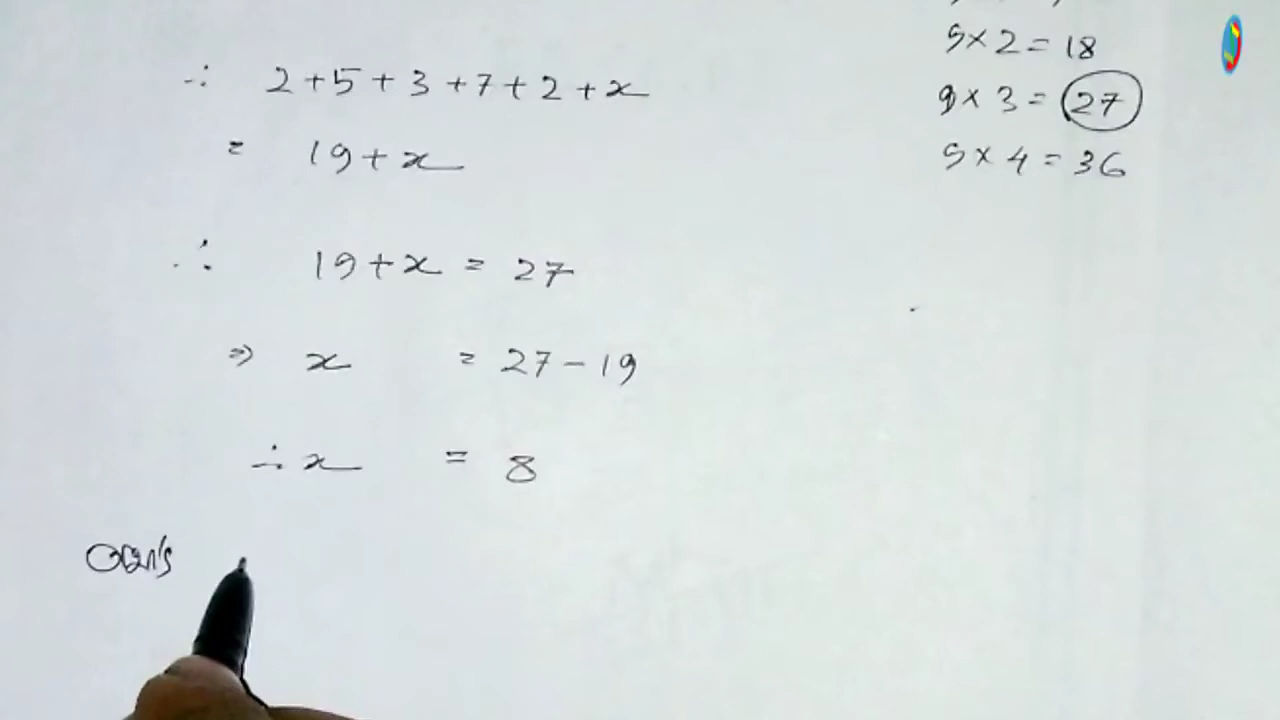 ∴ 2+5+3+7+2+x
= 19+x
∴ 19+x = 27
⇒ x = 27-19
∴ x = 8
9×2=18
9×3=27
9×4=36